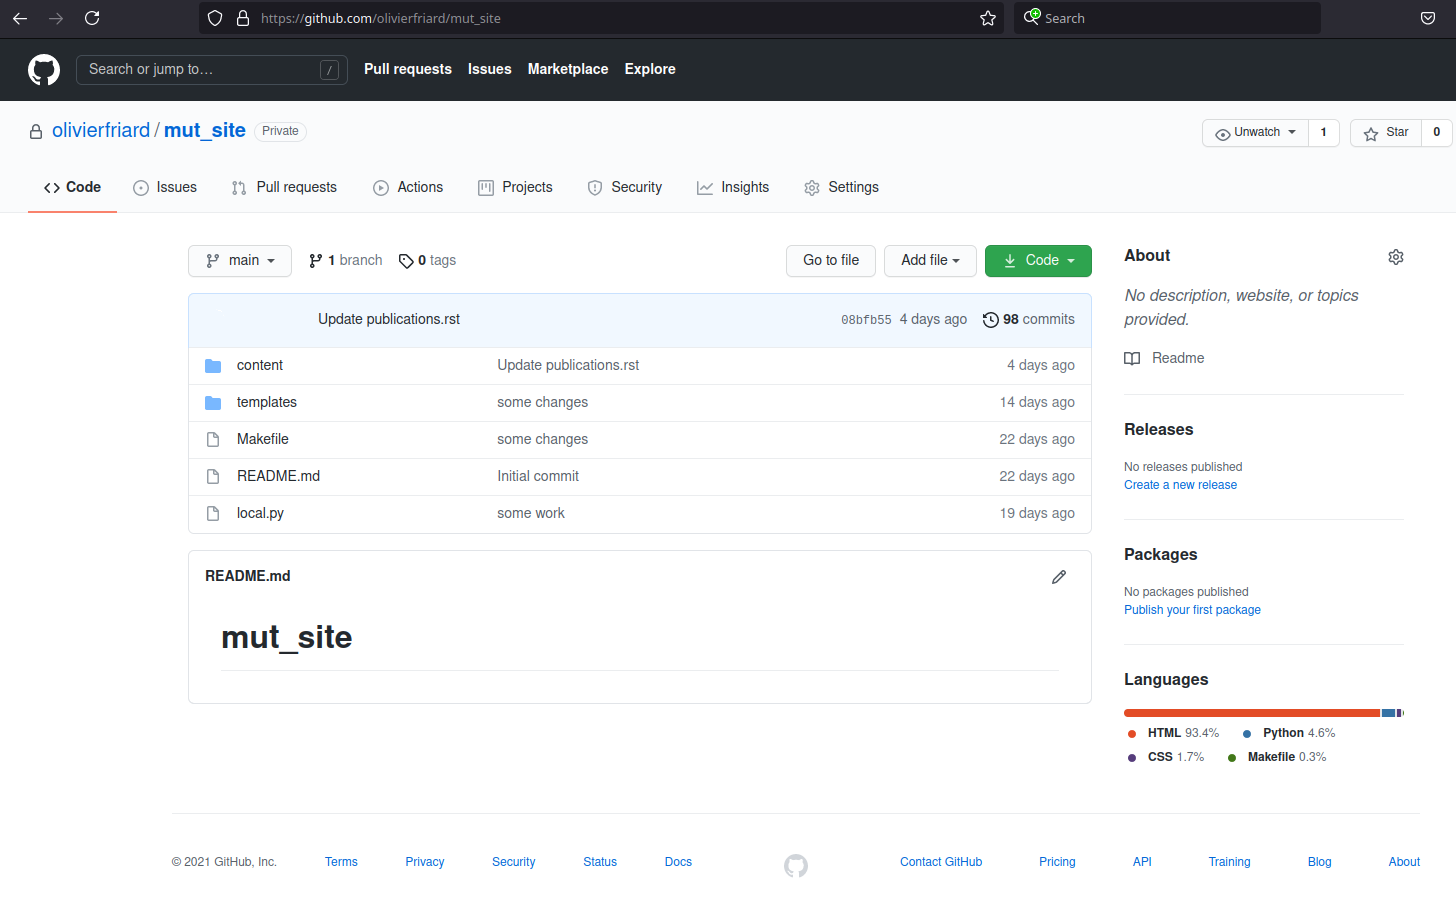 https://github.com/olivierfriard/mut_site
Search
Search or jump to…
/
Pull requests Issues Marketplace Explore
olivierfriard / mut_site Private
Unwatch 1 Star 0
Code Issues Pull requests Actions Projects Security Insights Settings
main 1 branch 0 tags
Go to file Add file Code
Update publications.rst 08bfb55 4 days ago 98 commits
content Update publications.rst 4 days ago
templates some changes 14 days ago
Makefile some changes 22 days ago
README.md Initial commit 22 days ago
local.py some work 19 days ago
README.md
mut_site
About
No description, website, or topics
provided.
Readme
Releases
No releases published
Create a new release
Packages
No packages published
Publish your first package
Languages
HTML 93.4% Python 4.6%
CSS 1.7% Makefile 0.3%
© 2021 GitHub, Inc. Terms Privacy Security Status Docs Contact GitHub Pricing API Training Blog About